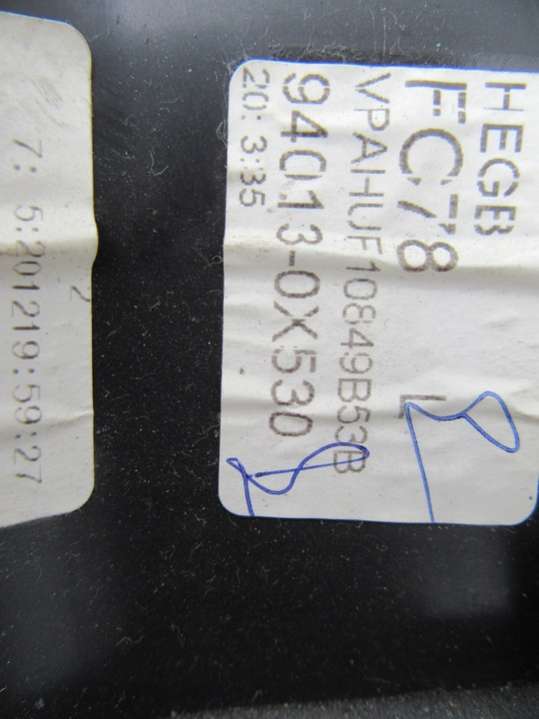 HEGB
FC78 L
VPAHUF10849B53B
94013-0X530
20: 3:35
7: 5:201219:59:27